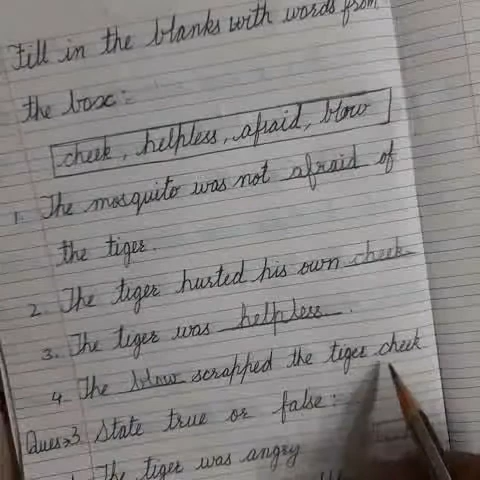 Fill in the blanks with words from
the box:
cheek, helpless, afraid, blow
1. The mosquito was not afraid of
the tiger.
2. The tiger hurted his own cheek
3. The tiger was helpless.
4. The blow scrapped the tiger cheek
Ques→3 State true or false:
The tiger was angry